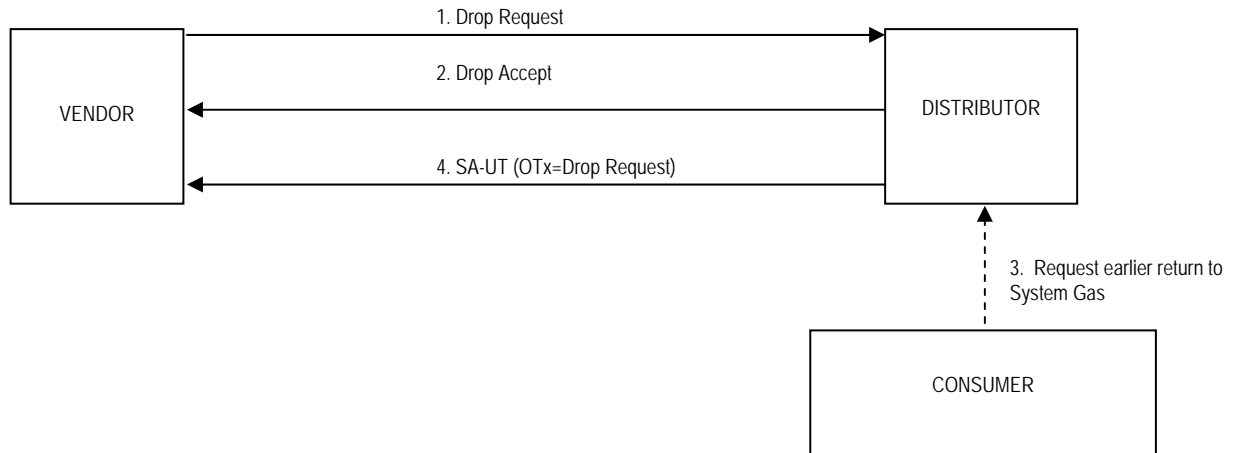 1. Drop Request
2. Drop Accept
VENDOR
DISTRIBUTOR
4. SA-UT (OTx=Drop Request)
3. Request earlier return to
System Gas
CONSUMER